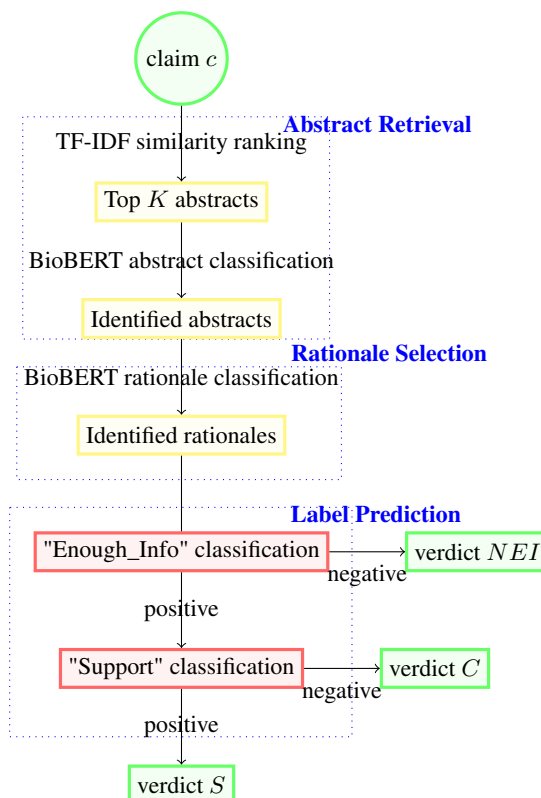 claim c
Abstract Retrieval
TF-IDF similarity ranking
Top K abstracts
BioBERT abstract classification
Identified abstracts
Rationale Selection
BioBERT rationale classification
Identified rationales
Label Prediction
"Enough_Info" classification
negative
verdict NEI
positive
"Support" classification
negative
verdict C
positive
verdict S